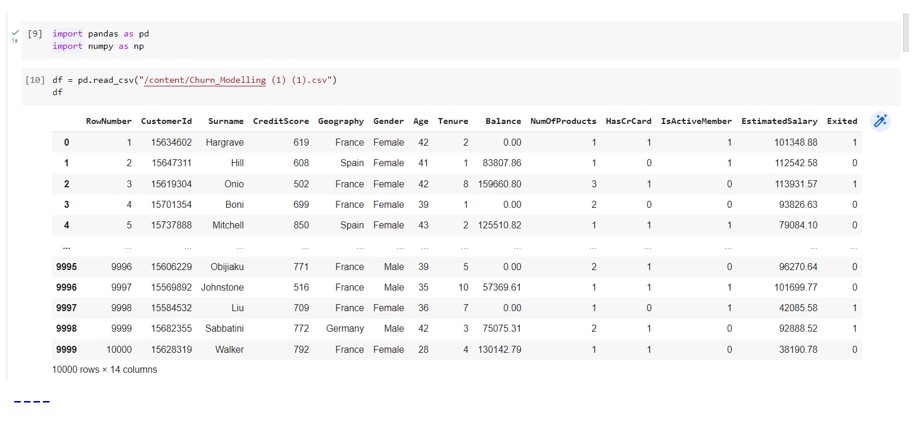 [9] import pandas as pd
import numpy as np
[10] df = pd.read_csv("/content/Churn_Modelling (1) (1).csv")
df
RowNumber CustomerId Surname CreditScore Geography Gender Age Tenure Balance NumOfProducts HasCrCard IsActiveMember EstimatedSalary Exited
0 1 15634602 Hargrave 619 France Female 42 2 0.00 1 1 1 101348.88 1
1 2 15647311 Hill 608 Spain Female 41 1 83807.86 1 0 1 112542.58 0
2 3 15619304 Onio 502 France Female 42 8 159660.80 3 1 0 113931.57 1
3 4 15701354 Boni 699 France Female 39 1 0.00 2 0 0 93826.63 0
4 5 15737888 Mitchell 850 Spain Female 43 2 125510.82 1 1 1 79084.10 0
... ... ... ... ... ... ... ... ... ... ... ... ... ... ...
9995 9996 15606229 Obijiaku 771 France Male 39 5 0.00 2 1 0 96270.64 0
9996 9997 15569892 Johnstone 516 France Male 35 10 57369.61 1 1 1 101699.77 0
9997 9998 15584532 Liu 709 France Female 36 7 0.00 1 0 1 42085.58 1
9998 9999 15682355 Sabbatini 772 Germany Male 42 3 75075.31 2 1 0 92888.52 1
9999 10000 15628319 Walker 792 France Female 28 4 130142.79 1 1 0 38190.78 0
10000 rows × 14 columns